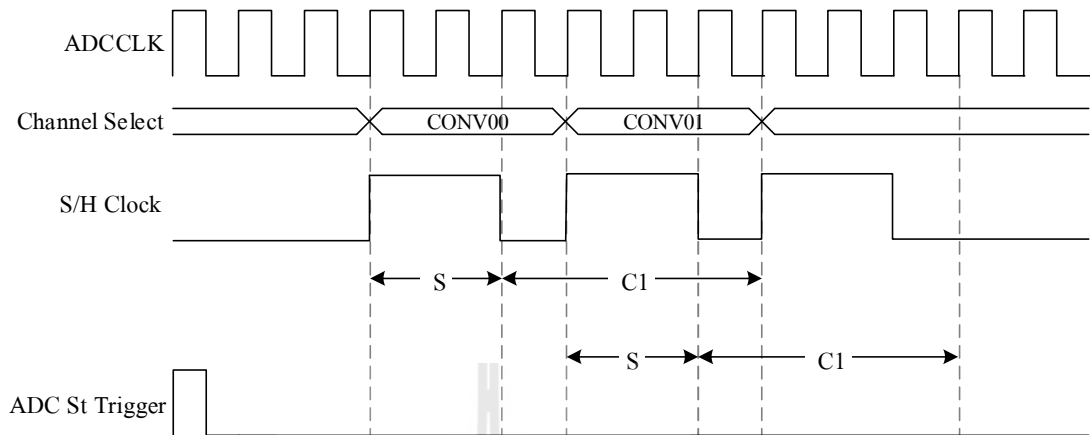 ADCCLK
Channel Select
CONV00
CONV01
S/H Clock
S
C1
S
C1
ADC St Trigger